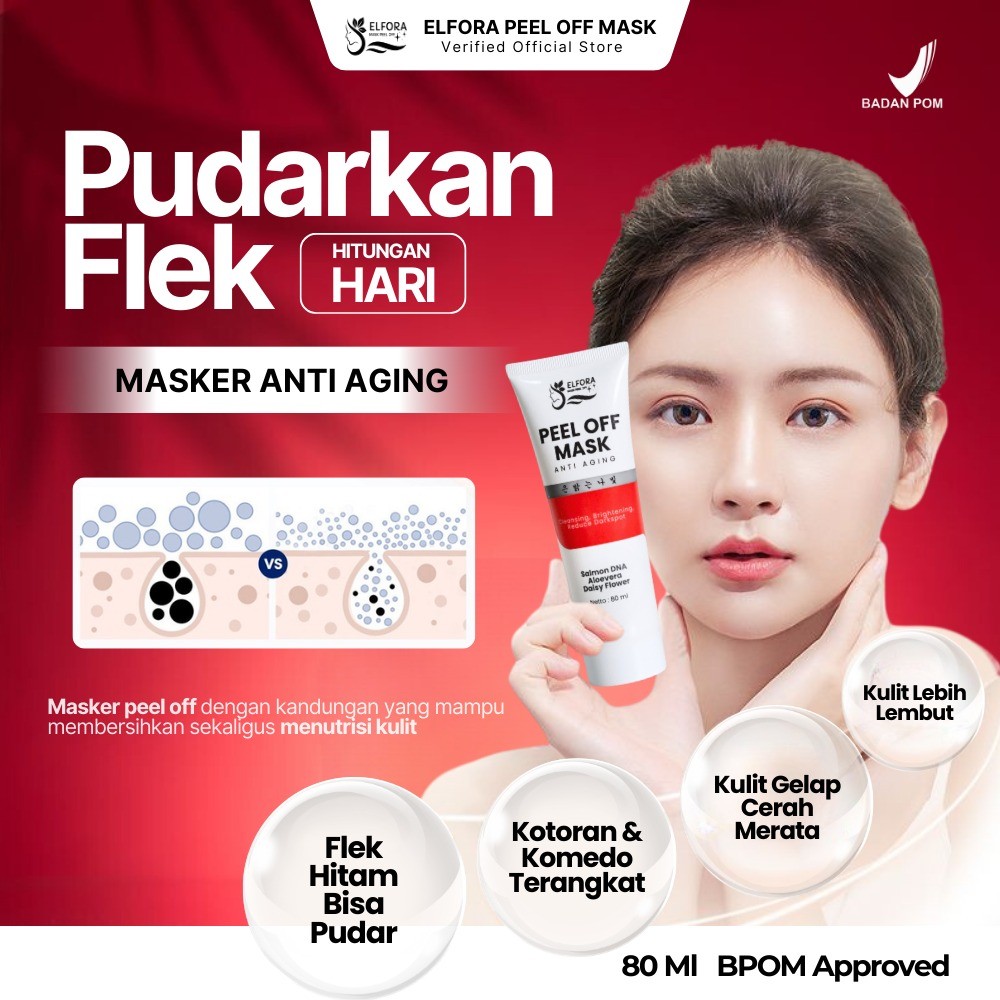 ELFORA
ELFORA PEEL OFF MASK
Verified Official Store
BADAN POM
Pudarkan
Flek
HITUNGAN
HARI
MASKER ANTI AGING
VS
ELFORA
PEEL OFF
MASK
ANTI AGING
Cleansing, Brightening,
Reduce Darkspot
Salmon DNA
Aloevera
Daisy Flower
Netto : 80 ml
Masker peel off dengan kandungan yang mampu
membersihkan sekaligus menutrisi kulit
Kulit Lebih
Lembut
Kulit Gelap
Cerah
Merata
Kotoran &
Komedo
Terangkat
Flek
Hitam
Bisa
Pudar
80 Ml BPOM Approved